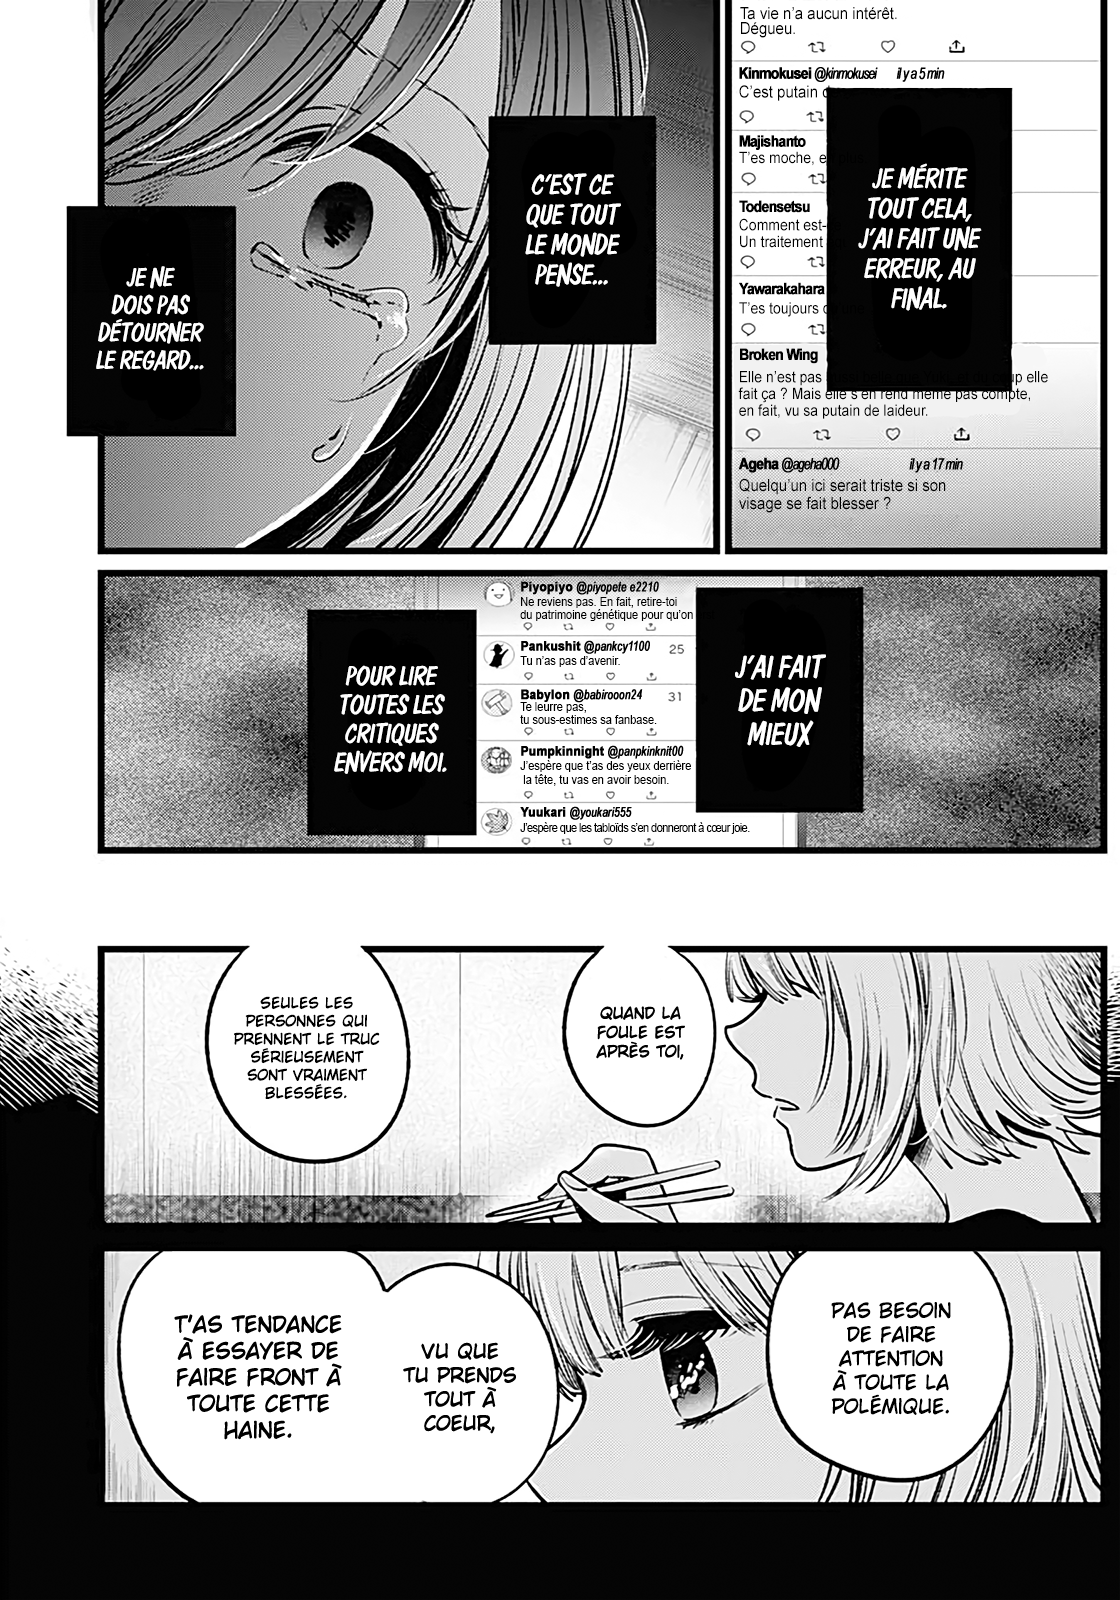 Ta vie n'a aucun intérêt.
Dégueu.
Kinmokusei @kinmokusei il y a 5 min
C'est putain
Majishanto
T'es moche,
Todensetsu
Comment est-
Un traitement
Yawarakahara
T'es toujours
Broken Wing
Elle n'est pas elle
fait ça ? Mais elle s'en rend même pas compte,
en fait, vu sa putain de laideur.
Ageha @ageha000 il y a 17 min
Quelqu'un ici serait triste si son
visage se fait blesser ?
JE MÉRITE
TOUT CELA,
J'AI FAIT UNE
ERREUR, AU
FINAL.
C'EST CE
QUE TOUT
LE MONDE
PENSE...
JE NE
DOIS PAS
DÉTOURNER
LE REGARD...
J'AI FAIT
DE MON
MIEUX
Piyopiyo @piyopete e2210
Ne reviens pas. En fait, retire-toi
du patrimoine génétique pour qu'on
Pankushit @pankcy1100 25
Tu n'as pas d'avenir.
Babylon @babirooon24 31
Te leurre pas,
tu sous-estimes sa fanbase.
Pumpkinnight @panpkinknit00
J'espère que t'as des yeux derrière
la tête, tu vas en avoir besoin.
Yuukari @youkari555
J'espère que les tabloïds s'en donneront à cœur joie.
POUR LIRE
TOUTES LES
CRITIQUES
ENVERS MOI.
QUAND LA
FOULE EST
APRÈS TOI,
SEULES LES
PERSONNES QUI
PRENNENT LE TRUC
SÉRIEUSEMENT
SONT VRAIMENT
BLESSÉES.
PAS BESOIN
DE FAIRE
ATTENTION
À TOUTE LA
POLÉMIQUE.
VU QUE
TU PRENDS
TOUT À
COEUR,
T'AS TENDANCE
À ESSAYER DE
FAIRE FRONT À
TOUTE CETTE
HAINE.